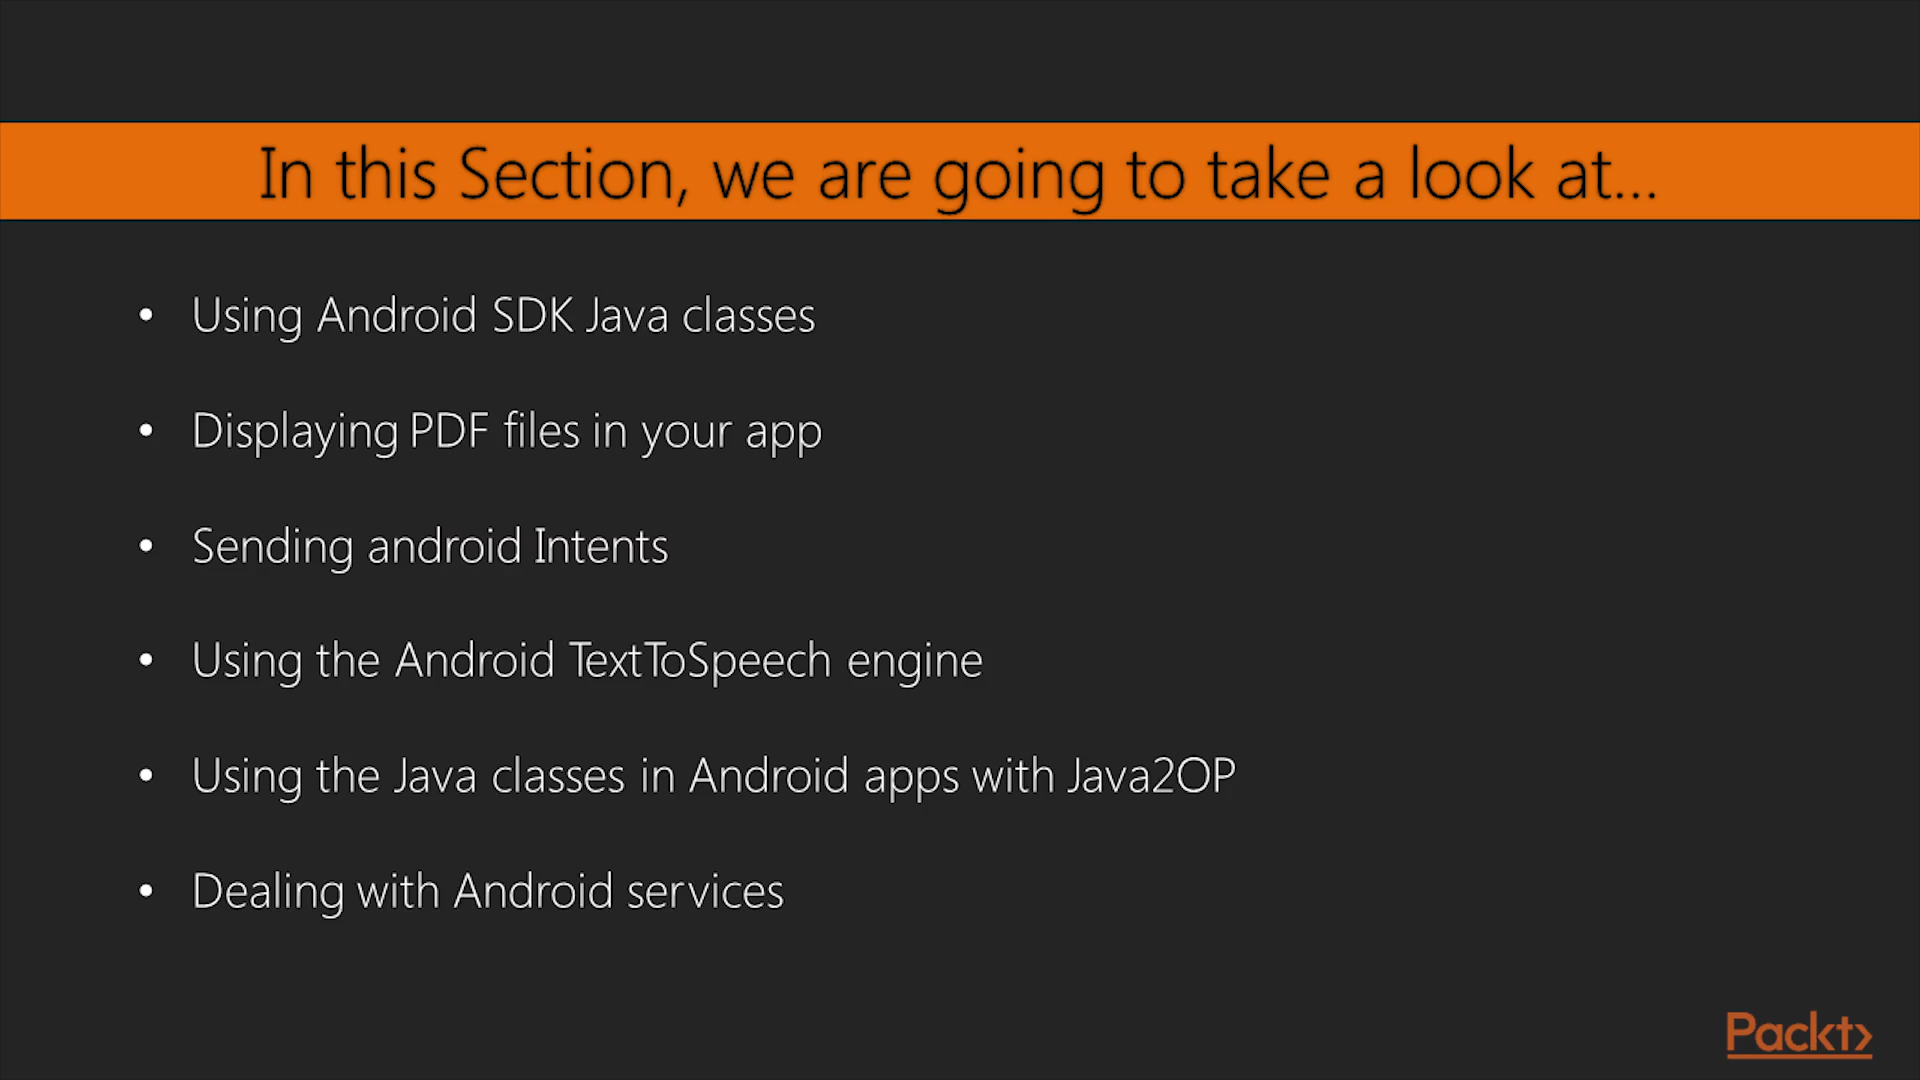 In this Section, we are going to take a look at...
• Using Android SDK Java classes
• Displaying PDF files in your app
• Sending android Intents
• Using the Android TextToSpeech engine
• Using the Java classes in Android apps with Java2OP
• Dealing with Android services
Packt>